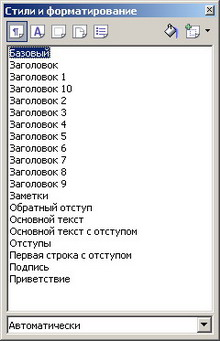 Стили и форматирование
Базовый
Заголовок
Заголовок 1
Заголовок 10
Заголовок 2
Заголовок 3
Заголовок 4
Заголовок 5
Заголовок 6
Заголовок 7
Заголовок 8
Заголовок 9
Заметки
Обратный отступ
Основной текст
Основной текст с отступом
Отступы
Первая строка с отступом
Подпись
Приветствие
Автоматически